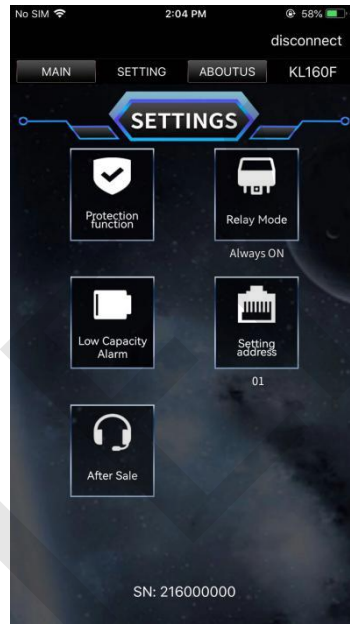 No SIM 2:04 PM 58%
disconnect
MAIN SETTING ABOUTUS KL160F
SETTINGS
Protection
function
Relay Mode
Always ON
Low Capacity
Alarm
Setting
address
01
After Sale
SN: 216000000